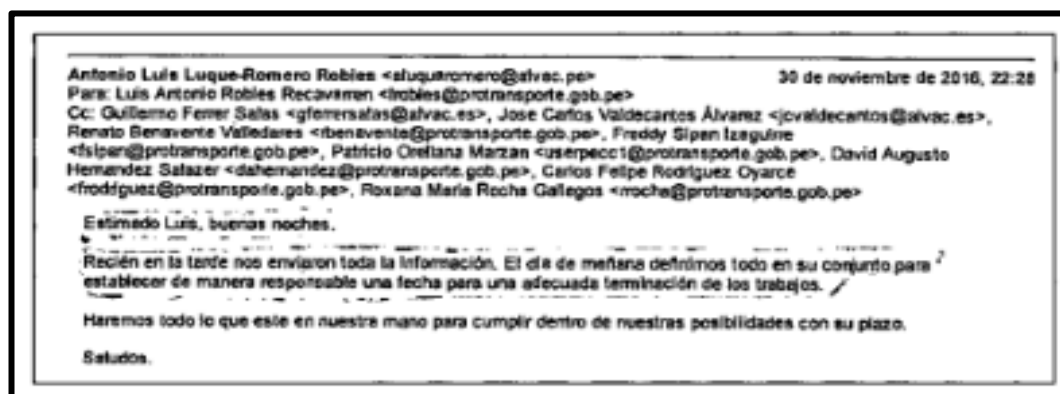 Antonio Luis Luque-Romero Robles <aluqueromero@alvac.pe> 30 de noviembre de 2016, 22:28
Para: Luis Antonio Robles Recavarren <lrobles@protransporte.gob.pe>
Cc: Guillermo Ferrer Salas <gferrersalas@alvac.es>, Jose Carlos Valdecantos Álvarez <jcvaldecantos@alvac.es>,
Renato Benavente Valledares <rbenavente@protransporte.gob.pe>, Freddy Sipan Izaguirre
<fsipan@protransporte.gob.pe>, Patricio Orellana Marzan <userpacc1@protransporte.gob.pe>, David Augusto
Hernandez Salazer <dahernandez@protransporte.gob.pe>, Carlos Felipe Rodriguez Oyarce
<frodriguez@protransporte.gob.pe>, Roxana Maria Rocha Gallegos <rrocha@protransporte.gob.pe>
Estimado Luis, buenas noches.
Recién en la tarde nos enviaron toda la información. El día de mañana definimos todo en su conjunto para
establecer de manera responsable una fecha para una adecuada terminación de los trabajos.
Haremos todo lo que este en nuestra mano para cumplir dentro de nuestras posibilidades con su plazo.
Saludos.